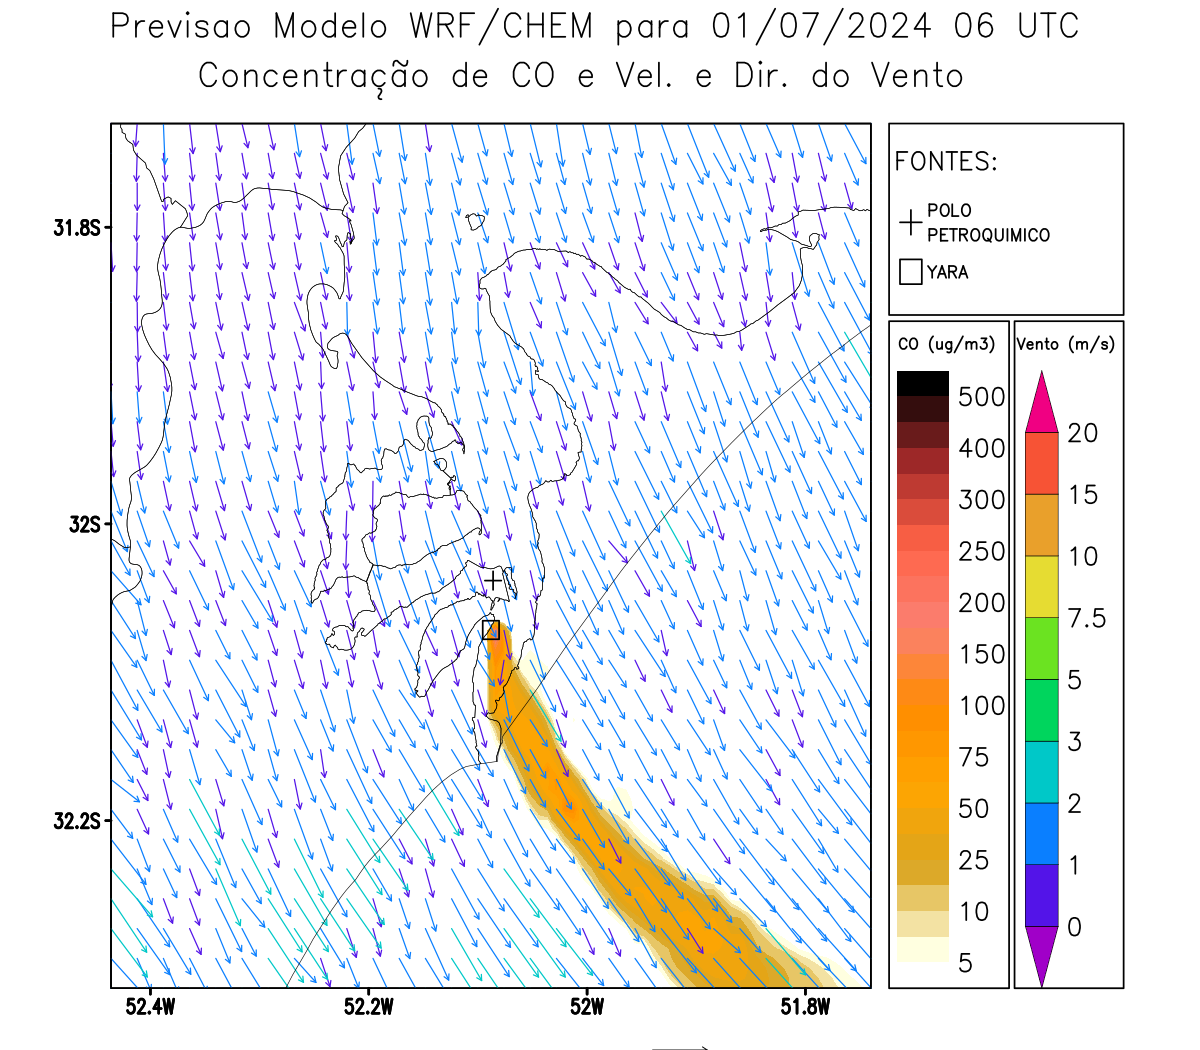 Previsao Modelo WRF/CHEM para 01/07/2024 06 UTC
Concentração de CO e Vel. e Dir. do Vento
FONTES:
POLO
PETROQUIMICO
YARA
31.8S
32S
32.2S
52.4W
52.2W
52W
51.8W
CO (ug/m3)
500
400
300
250
200
150
100
75
50
25
10
5
Vento (m/s)
20
15
10
7.5
5
3
2
1
0